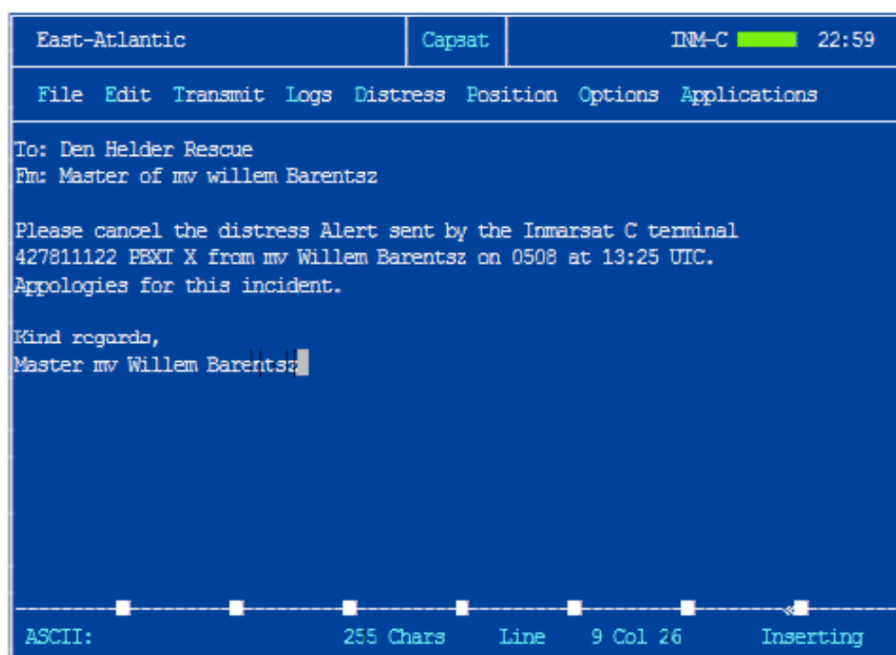 East-Atlantic Capsat INM-C 22:59
File Edit Transmit Logs Distress Position Options Applications
To: Den Helder Rescue
Fm: Master of mv willem Barentsz
Please cancel the distress Alert sent by the Inmarsat C terminal
427811122 PBXT X from mv Willem Barentsz on 0508 at 13:25 UTC.
Appologies for this incident.
Kind regards,
Master mv Willem Barentsz
ASCII: 255 Chars Line 9 Col 26 Inserting